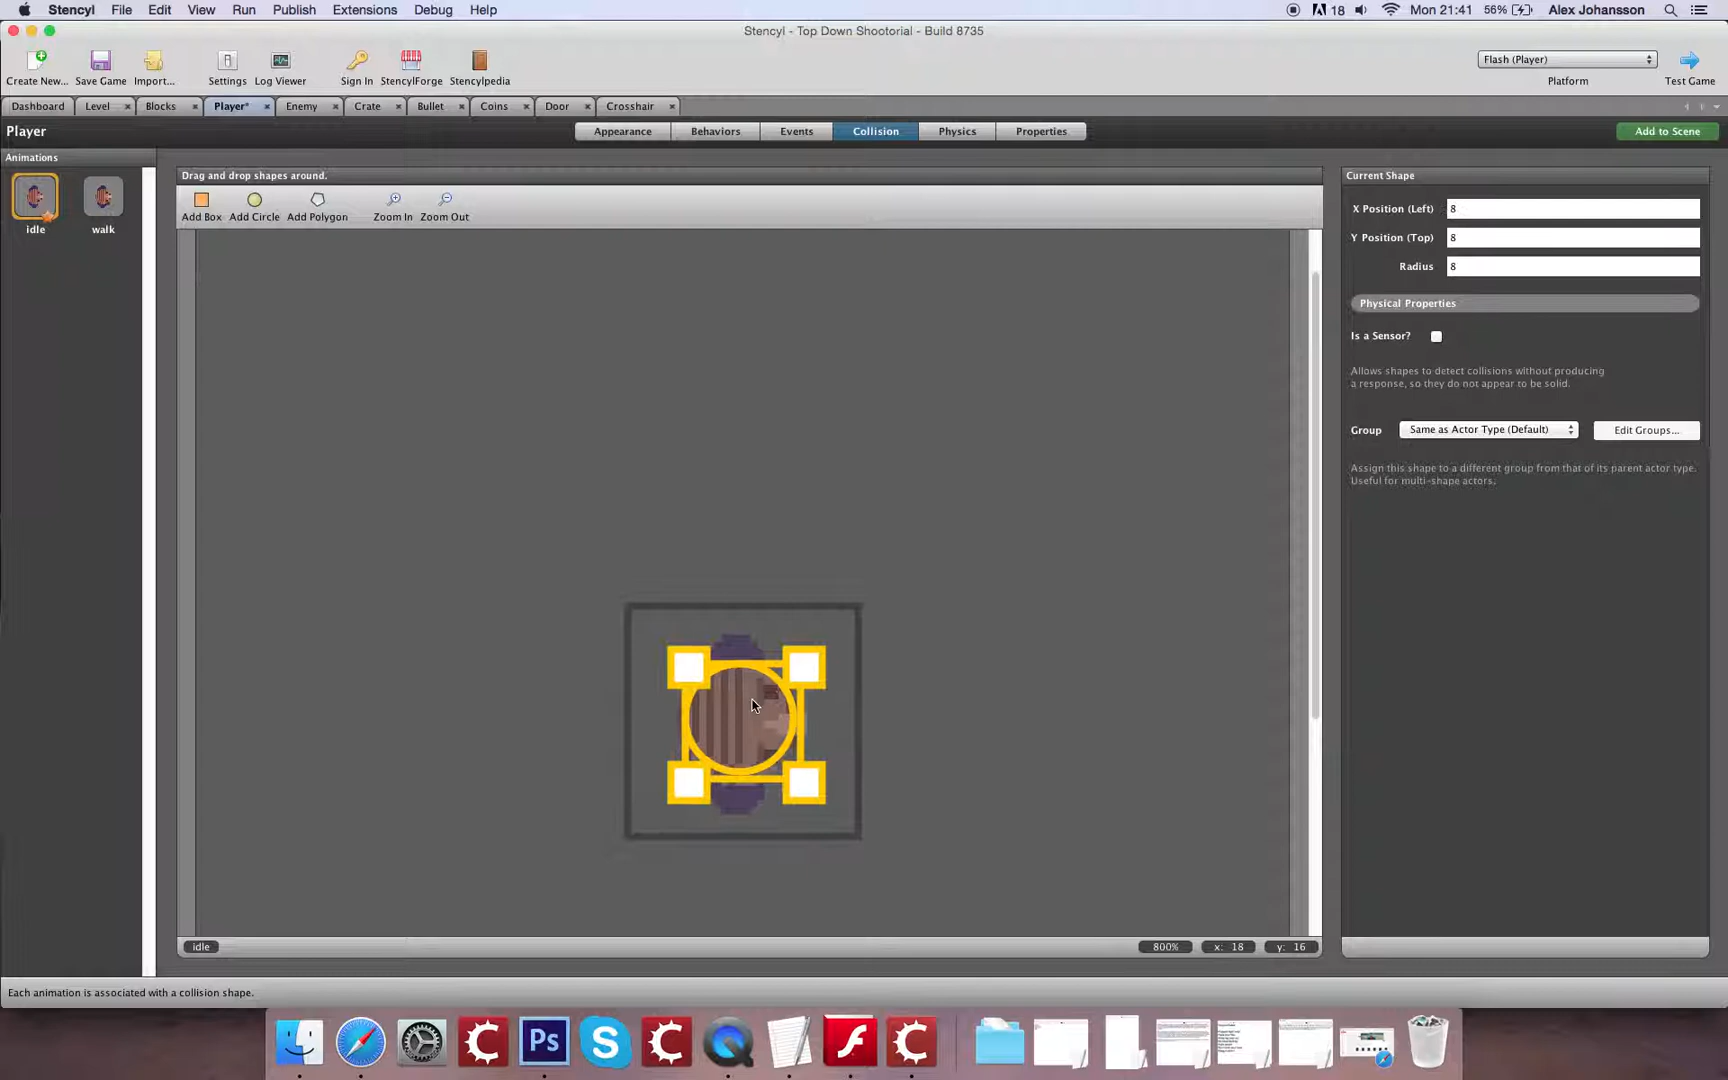 Stencyl File Edit View Run Publish Extensions Debug Help 18 Mon 21:41 56% Alex Johansson
Stencyl - Top Down Shootorial - Build 8735
Create New... Save Game Import... Settings Log Viewer Sign In StencylForge Stencylpedia Flash (Player) Platform Test Game
Dashboard Level Blocks Player* Enemy Crate Bullet Coins Door Crosshair
Player Appearance Behaviors Events Collision Physics Properties Add to Scene
Animations
idle walk
Drag and drop shapes around.
Add Box Add Circle Add Polygon Zoom In Zoom Out
idle 800% x: 18 y: 16
Current Shape
X Position (Left) 8
Y Position (Top) 8
Radius 8
Physical Properties
Is a Sensor?
Allows shapes to detect collisions without producing
a response, so they do not appear to be solid.
Group Same as Actor Type (Default) Edit Groups...
Assign this shape to a different group from that of its parent actor type.
Useful for multi-shape actors.
Each animation is associated with a collision shape.
Ps